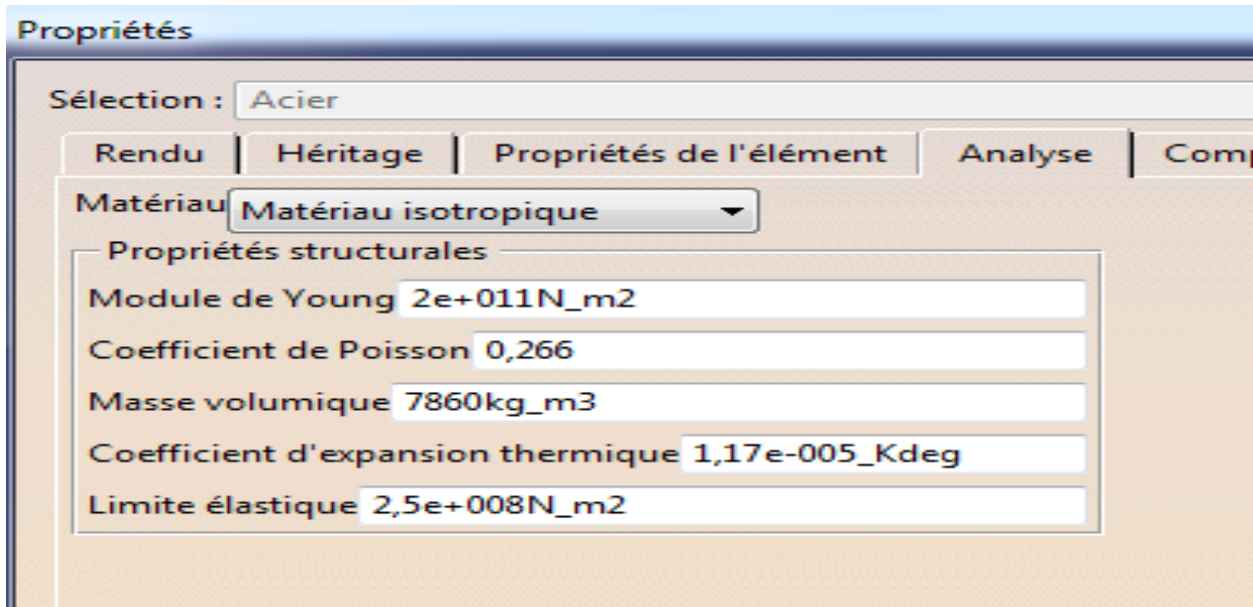 Propriétés
Sélection : Acier
Rendu Héritage Propriétés de l'élément Analyse Comp
Matériau Matériau isotropique
Propriétés structurales
Module de Young 2e+011N_m2
Coefficient de Poisson 0,266
Masse volumique 7860kg_m3
Coefficient d'expansion thermique 1,17e-005_Kdeg
Limite élastique 2,5e+008N_m2